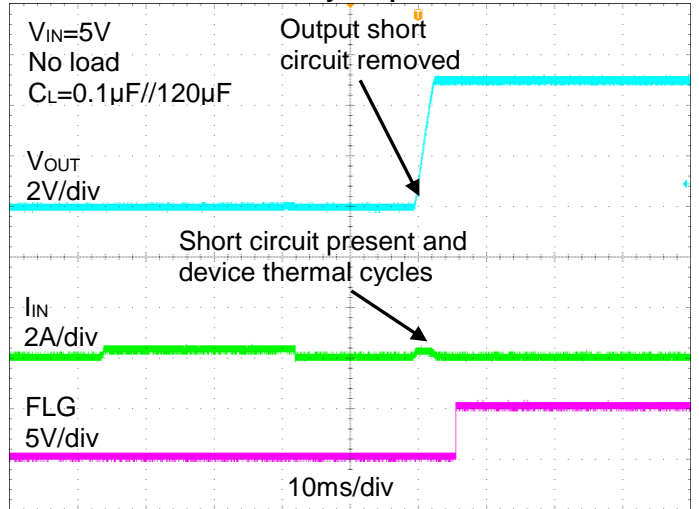 VIN=5V
No load
CL=0.1µF//120µF
Output short
circuit removed
VOUT
2V/div
Short circuit present and
device thermal cycles
IIN
2A/div
FLG
5V/div
10ms/div
T